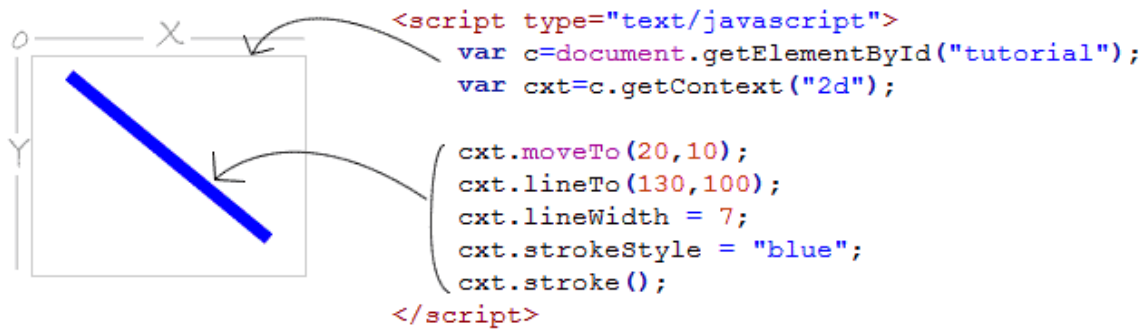 0 X
Y
<script type="text/javascript">
var c=document.getElementById("tutorial");
var cxt=c.getContext("2d");
cxt.moveTo(20,10);
cxt.lineTo(130,100);
cxt.lineWidth = 7;
cxt.strokeStyle = "blue";
cxt.stroke();
</script>